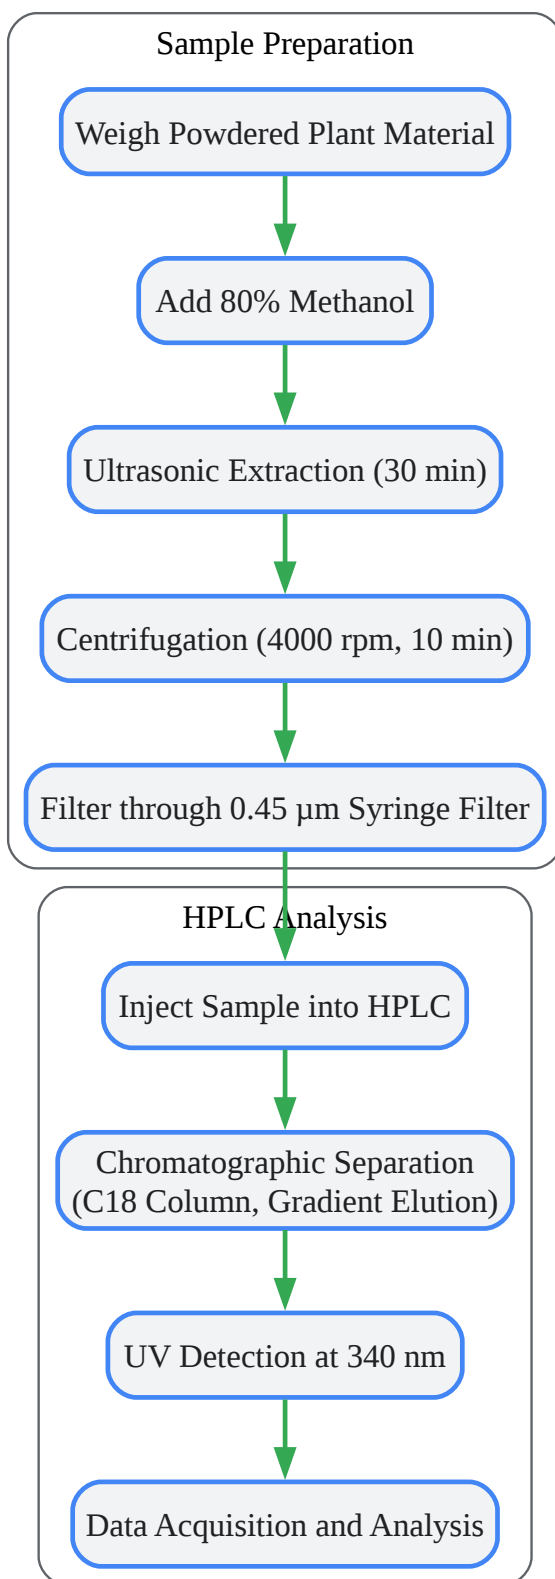 Sample Preparation
Weigh Powdered Plant Material
Add 80% Methanol
Ultrasonic Extraction (30 min)
Centrifugation (4000 rpm, 10 min)
Filter through 0.45 µm Syringe Filter
HPLC Analysis
Inject Sample into HPLC
Chromatographic Separation
(C18 Column, Gradient Elution)
UV Detection at 340 nm
Data Acquisition and Analysis